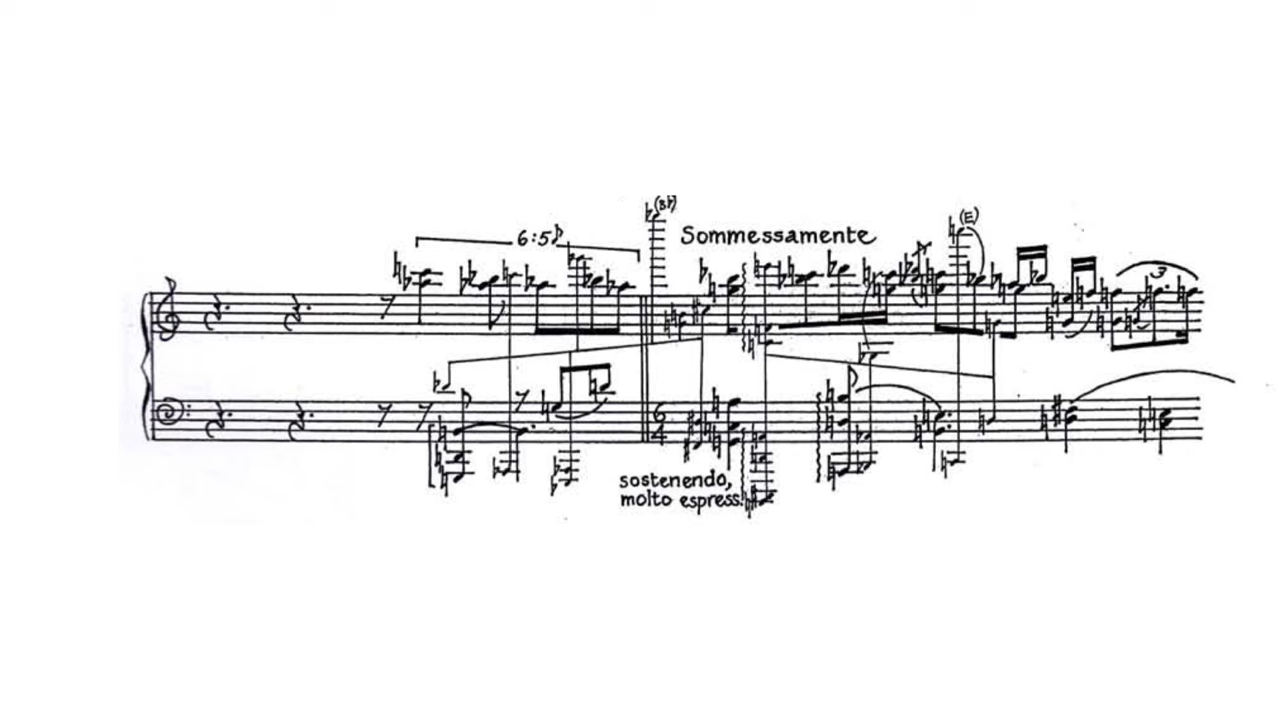 (B♭)
6:5♪
Sommessamente
(E)
3
6
4
sostenendo,
molto espress.